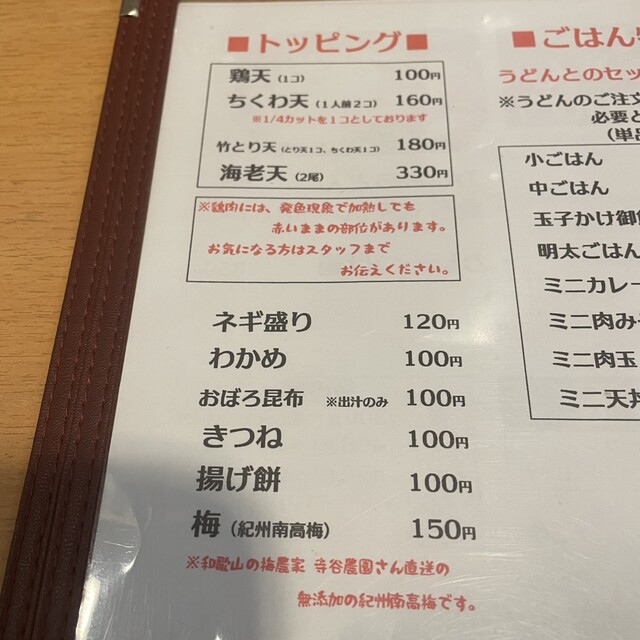 ■トッピング■
鶏天（1コ） 100円
ちくわ天（1人前2コ） 160円
※1/4カットを1コとしております
竹とり天（とり天1コ、ちくわ天1コ） 180円
海老天（2尾） 330円
※鶏肉には、発色現象で加熱しても
赤いままの部位があります。
お気になる方はスタッフまで
お伝えください。
ネギ盛り 120円
わかめ 100円
おぼろ昆布 ※出汁のみ 100円
きつね 100円
揚げ餅 100円
梅（紀州南高梅） 150円
※和歌山の梅農家 寺谷農園さん直送の
無添加の紀州南高梅です。
■ごはん
うどんとのセッ
※うどんのご注文
必要と
（単
小ごはん
中ごはん
玉子かけ御
明太ごはん
ミニカレー
ミニ肉み
ミニ肉玉
ミニ天丼